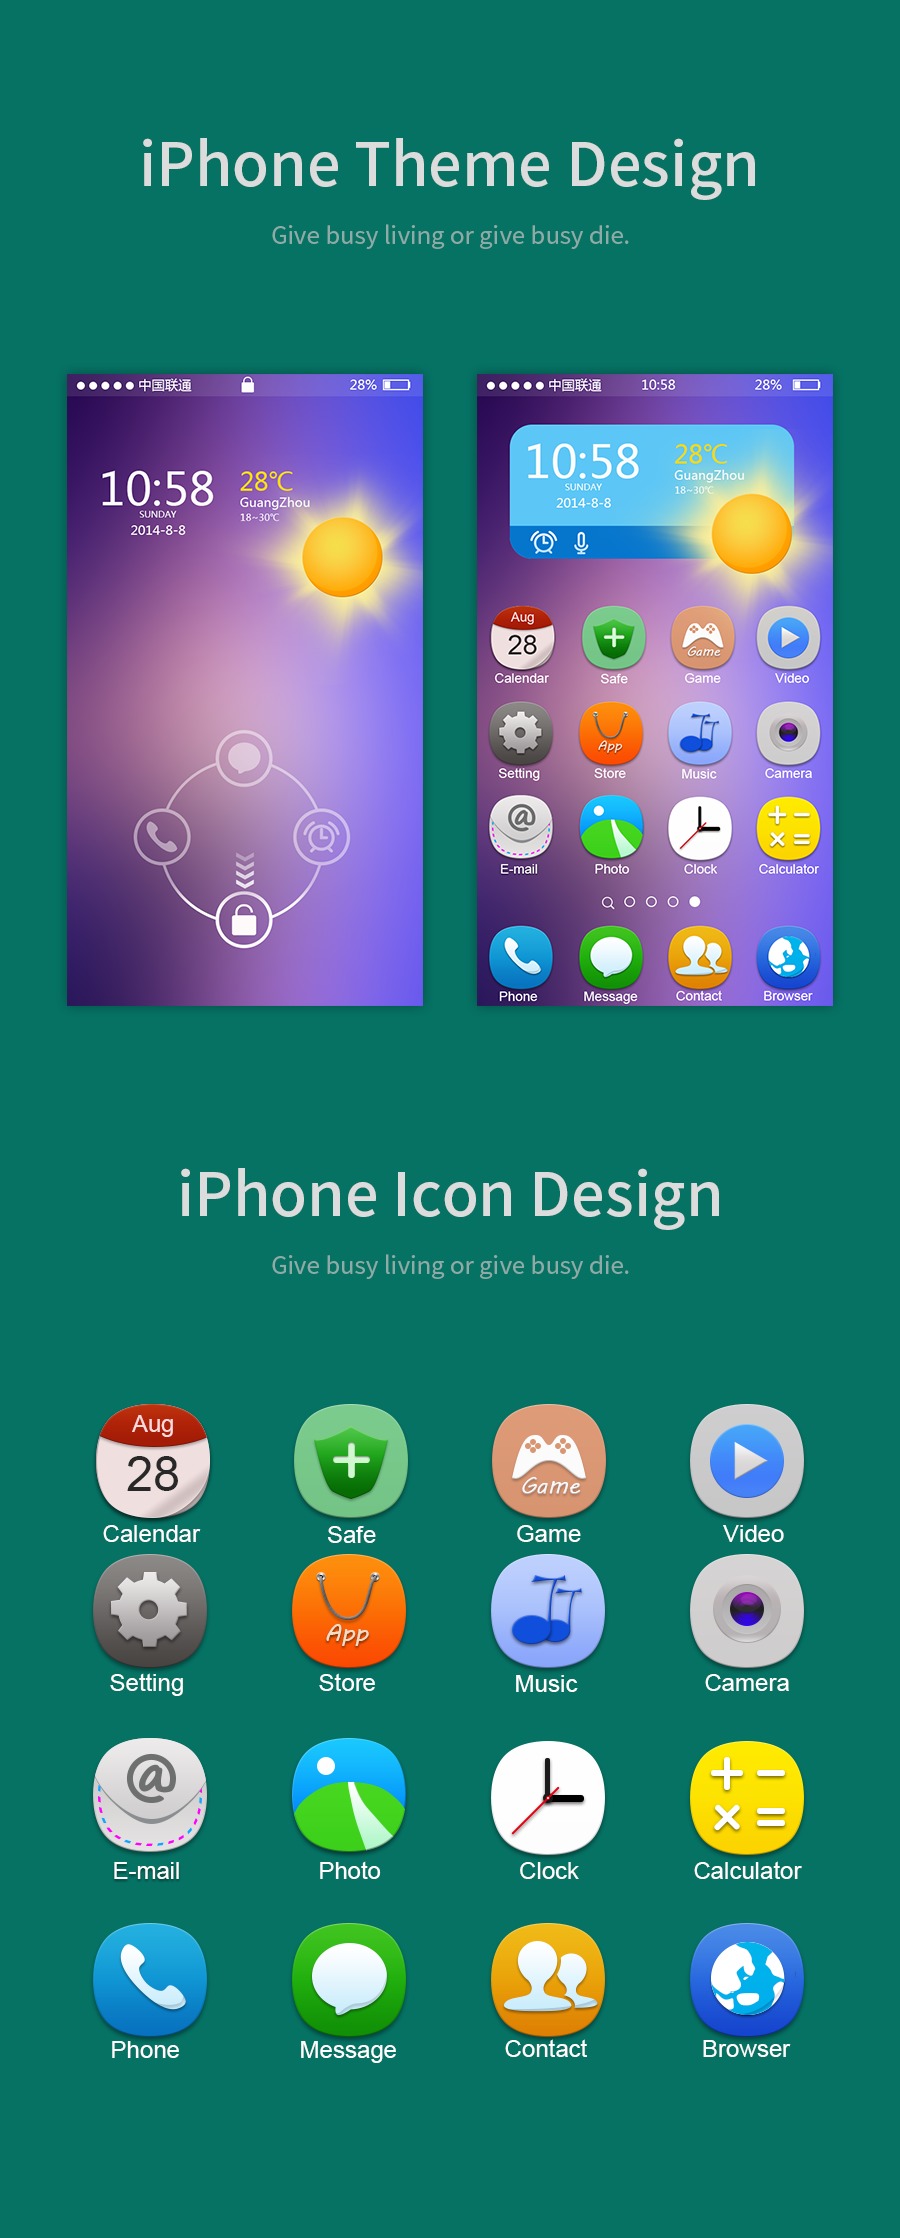 iPhone Theme Design
Give busy living or give busy die.
中国联通 28%
10:58 28℃
GuangZhou
SUNDAY 18~30℃
2014-8-8
中国联通 10:58 28%
10:58 28℃
GuangZhou
SUNDAY 18~30℃
2014-8-8
Aug
28
Game
Calendar Safe Game Video
App
Setting Store Music Camera
@
E-mail Photo Clock Calculator
Phone Message Contact Browser
iPhone Icon Design
Give busy living or give busy die.
Aug
28
Game
Calendar Safe Game Video
App
Setting Store Music Camera
@
E-mail Photo Clock Calculator
Phone Message Contact Browser